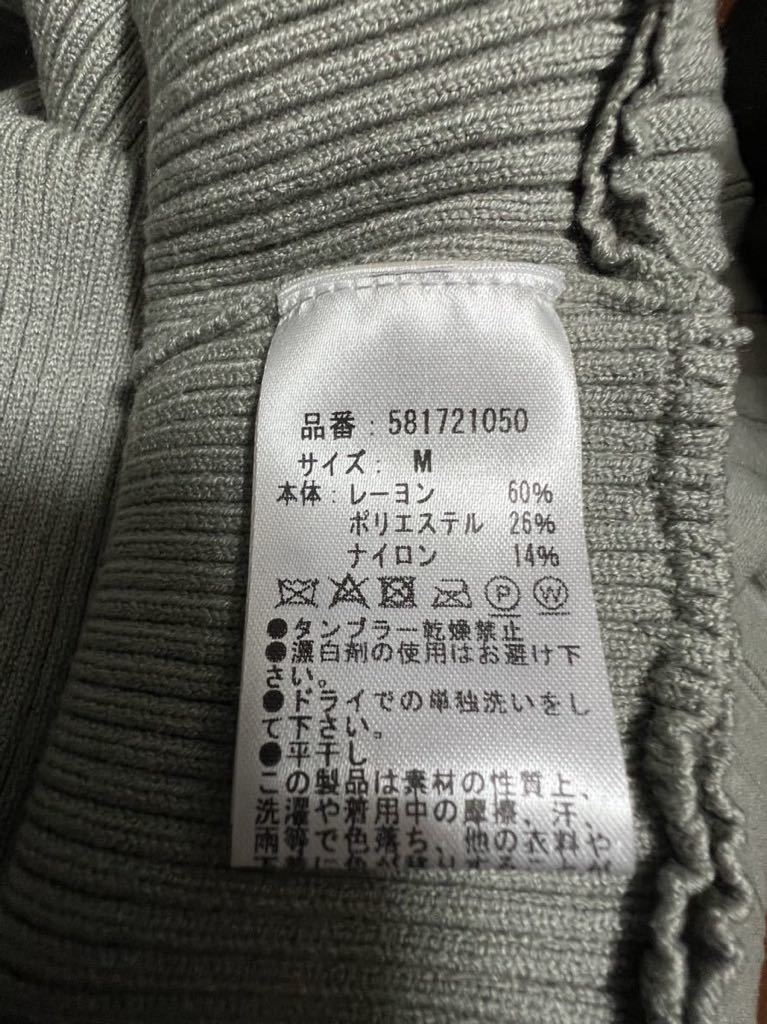 品番：581721050
サイズ： M
本体：レーヨン 60%
ポリエステル 26%
ナイロン 14%
P W
●タンブラー乾燥禁止
●漂白剤の使用はお避け下
さい。
●ドライでの単独洗いをし
て下さい。
●平干し
この製品は素材の性質上、
洗濯や着用中の摩擦、汗、
雨等で色落ち、他の衣料や